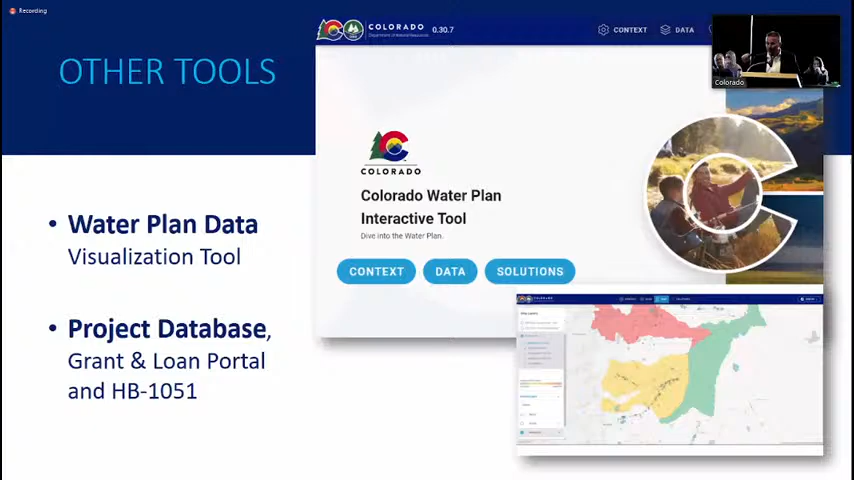 Recording
OTHER TOOLS
COLORADO
Department of Natural Resources
0.30.7
CONTEXT
DATA
Colorado
COLORADO
Colorado Water Plan
Interactive Tool
Dive into the Water Plan.
CONTEXT
DATA
SOLUTIONS
• Water Plan Data
Visualization Tool
• Project Database,
Grant & Loan Portal
and HB-1051